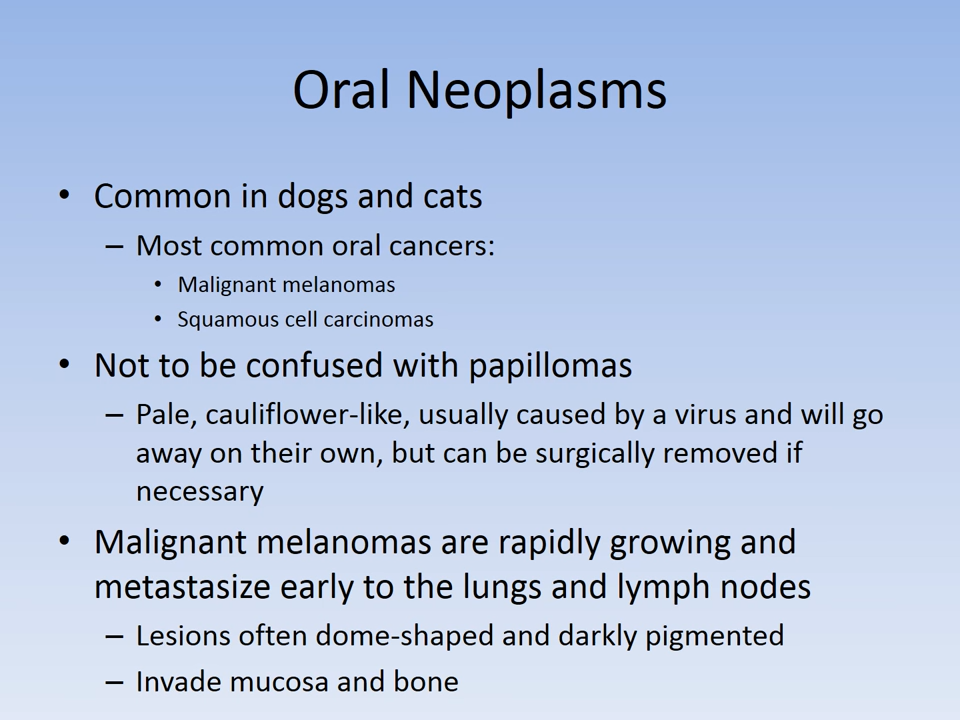 Oral Neoplasms
• Common in dogs and cats
– Most common oral cancers:
• Malignant melanomas
• Squamous cell carcinomas
• Not to be confused with papillomas
– Pale, cauliflower-like, usually caused by a virus and will go
away on their own, but can be surgically removed if
necessary
• Malignant melanomas are rapidly growing and
metastasize early to the lungs and lymph nodes
– Lesions often dome-shaped and darkly pigmented
– Invade mucosa and bone